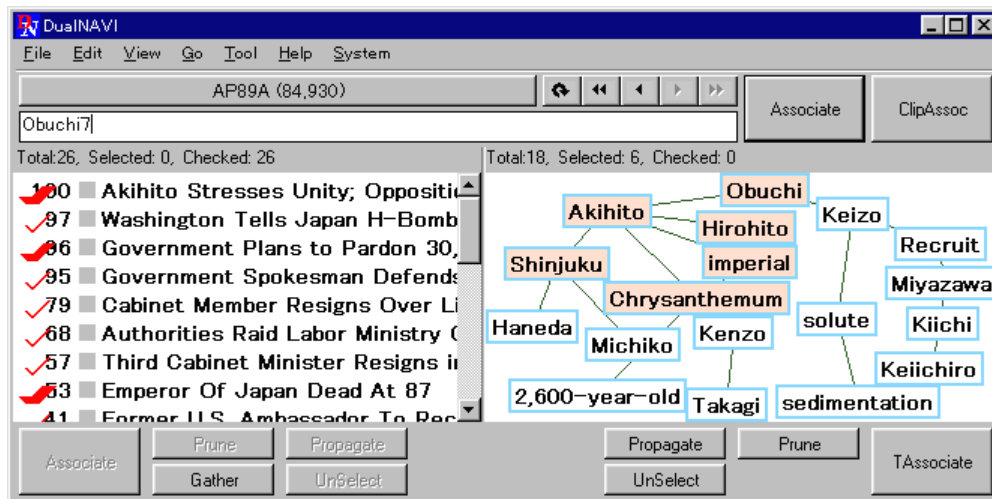 DualNAVI
File Edit View Go Tool Help System
AP89A (84,930)
Associate
ClipAssoc
Obuchi7
Total:26, Selected: 0, Checked: 26
100 Akihito Stresses Unity; Oppositi
97 Washington Tells Japan H-Bomb
96 Government Plans to Pardon 30,
95 Government Spokesman Defends
79 Cabinet Member Resigns Over Li
68 Authorities Raid Labor Ministry
57 Third Cabinet Minister Resigns i
53 Emperor Of Japan Dead At 87
41 Former U.S. Ambassador To Rec
Total:18, Selected: 6, Checked: 0
Obuchi
Akihito
Keizo
Hirohito
Recruit
Shinjuku
imperial
Miyazawa
Chrysanthemum
Haneda
Michiko
Kenzo
solute
Kiichi
Keiichiro
2,600-year-old
Takagi
sedimentation
Associate
Prune
Propagate
Gather
UnSelect
Propagate
Prune
UnSelect
TAssociate